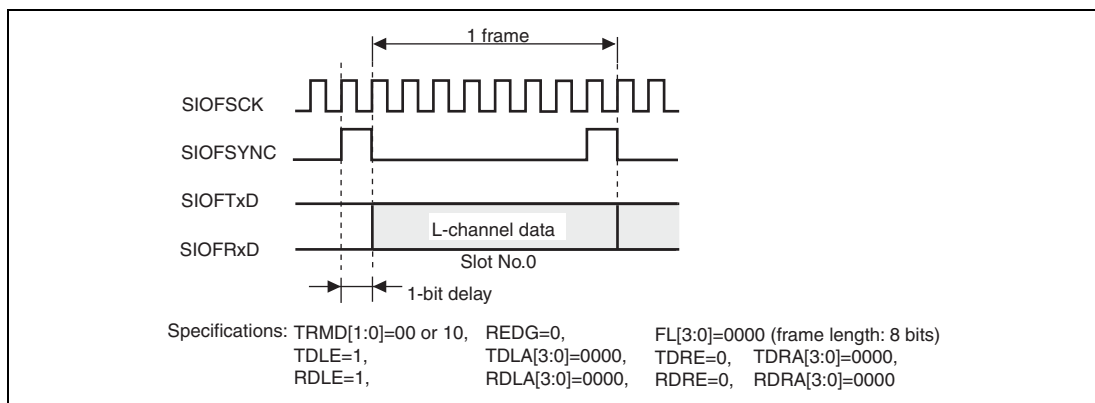 1 frame
SIOFSCK
SIOFSYNC
SIOFTxD
L-channel data
SIOFRxD
Slot No.0
1-bit delay
Specifications: TRMD[1:0]=00 or 10, REDG=0, FL[3:0]=0000 (frame length: 8 bits)
TDLE=1, TDLA[3:0]=0000, TDRE=0, TDRA[3:0]=0000,
RDLE=1, RDLA[3:0]=0000, RDRE=0, RDRA[3:0]=0000